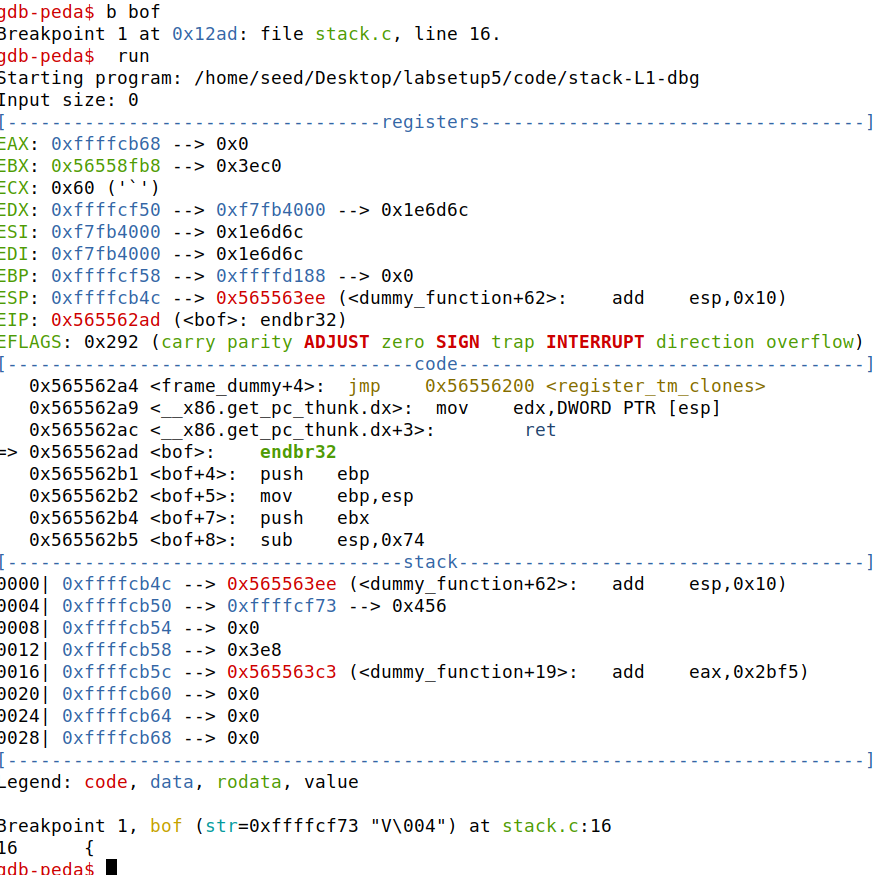 gdb-peda$ b bof
Breakpoint 1 at 0x12ad: file stack.c, line 16.
gdb-peda$  run
Starting program: /home/seed/Desktop/labsetup5/code/stack-L1-dbg
Input size: 0
[----------------------------------registers-----------------------------------]
EAX: 0xffffcb68 --> 0x0
EBX: 0x56558fb8 --> 0x3ec0
ECX: 0x60 ('`')
EDX: 0xffffcf50 --> 0xf7fb4000 --> 0x1e6d6c
ESI: 0xf7fb4000 --> 0x1e6d6c
EDI: 0xf7fb4000 --> 0x1e6d6c
EBP: 0xffffcf58 --> 0xffffd188 --> 0x0
ESP: 0xffffcb4c --> 0x565563ee (<dummy_function+62>:    add    esp,0x10)
EIP: 0x565562ad (<bof>: endbr32)
EFLAGS: 0x292 (carry parity ADJUST zero SIGN trap INTERRUPT direction overflow)
[-------------------------------------code-------------------------------------]
   0x565562a4 <frame_dummy+4>:  jmp    0x56556200 <register_tm_clones>
   0x565562a9 <__x86.get_pc_thunk.dx>:  mov    edx,DWORD PTR [esp]
   0x565562ac <__x86.get_pc_thunk.dx+3>:        ret
=> 0x565562ad <bof>:    endbr32
   0x565562b1 <bof+4>:  push   ebp
   0x565562b2 <bof+5>:  mov    ebp,esp
   0x565562b4 <bof+7>:  push   ebx
   0x565562b5 <bof+8>:  sub    esp,0x74
[------------------------------------stack-------------------------------------]
0000| 0xffffcb4c --> 0x565563ee (<dummy_function+62>:   add    esp,0x10)
0004| 0xffffcb50 --> 0xffffcf73 --> 0x456
0008| 0xffffcb54 --> 0x0
0012| 0xffffcb58 --> 0x3e8
0016| 0xffffcb5c --> 0x565563c3 (<dummy_function+19>:   add    eax,0x2bf5)
0020| 0xffffcb60 --> 0x0
0024| 0xffffcb64 --> 0x0
0028| 0xffffcb68 --> 0x0
[------------------------------------------------------------------------------]
Legend: code, data, rodata, value

Breakpoint 1, bof (str=0xffffcf73 "V\004") at stack.c:16
16      {
gdb-peda$